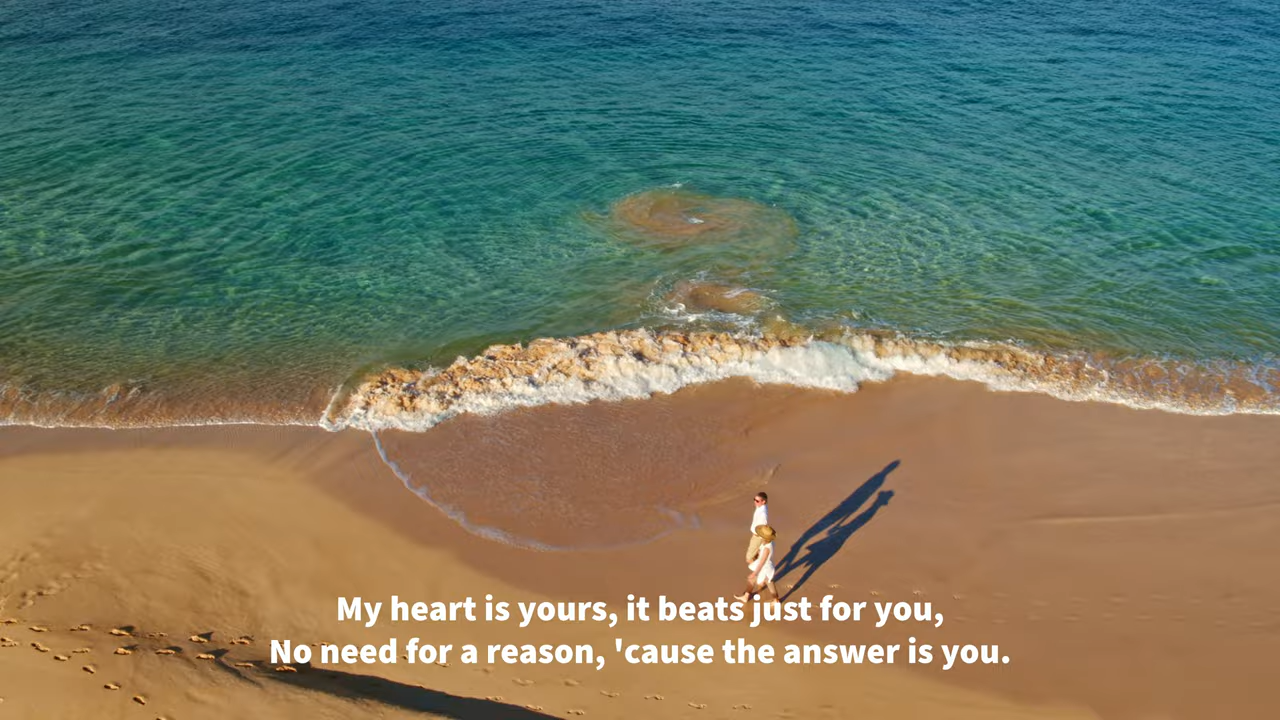 My heart is yours, it beats just for you,
No need for a reason, 'cause the answer is you.